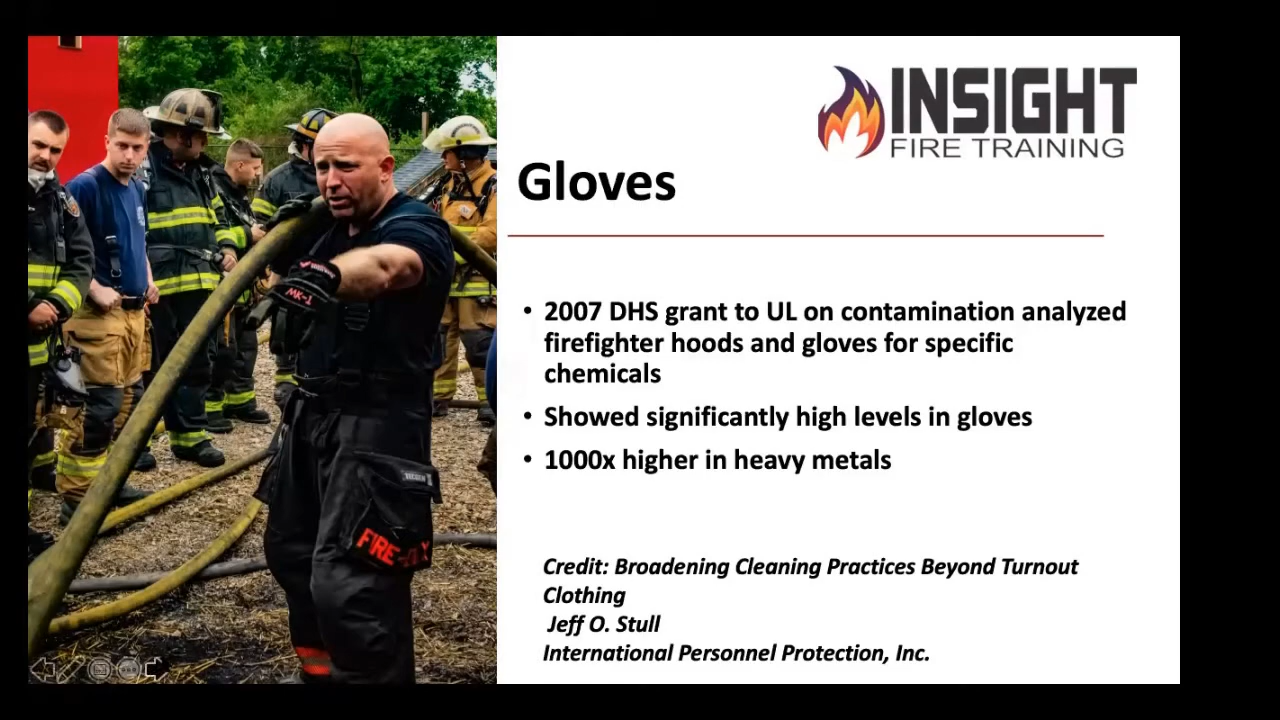 INSIGHT
FIRE TRAINING
Gloves
• 2007 DHS grant to UL on contamination analyzed
firefighter hoods and gloves for specific
chemicals
• Showed significantly high levels in gloves
• 1000x higher in heavy metals
Credit: Broadening Cleaning Practices Beyond Turnout
Clothing
Jeff O. Stull
International Personnel Protection, Inc.
MK-1